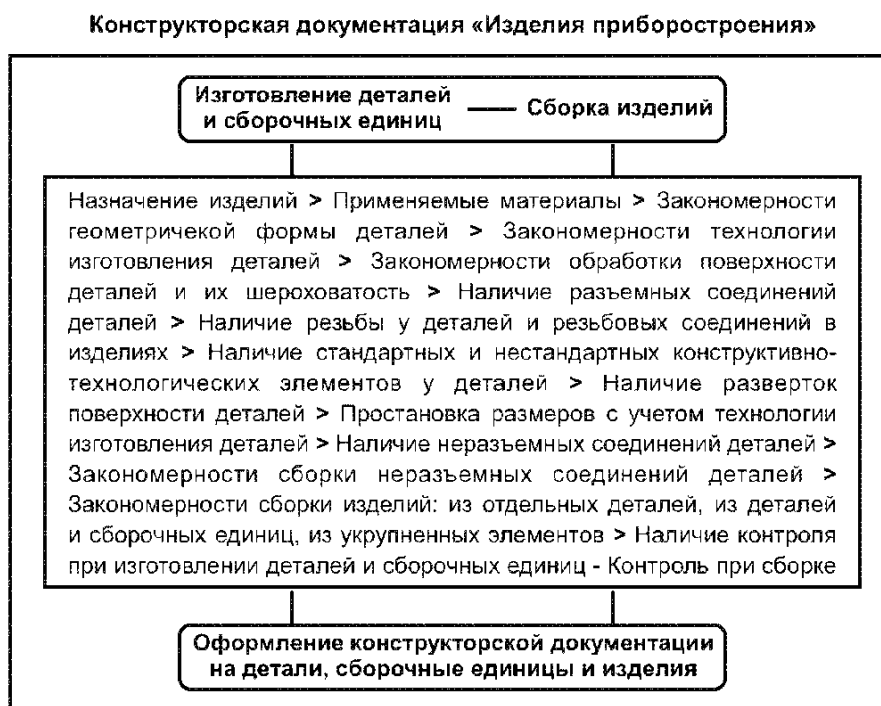 Конструкторская документация «Изделия приборостроения»
Изготовление деталей
и сборочных единиц —— Сборка изделий
Назначение изделий > Применяемые материалы > Закономерности
геометричекой формы деталей > Закономерности технологии
изготовления деталей > Закономерности обработки поверхности
деталей и их шероховатость > Наличие разъемных соединений
деталей > Наличие резьбы у деталей и резьбовых соединений в
изделиях > Наличие стандартных и нестандартных конструктивно-
технологических элементов у деталей > Наличие разверток
поверхности деталей > Простановка размеров с учетом технологии
изготовления деталей > Наличие неразъемных соединений деталей >
Закономерности сборки неразъемных соединений деталей >
Закономерности сборки изделий: из отдельных деталей, из деталей
и сборочных единиц, из укрупненных элементов > Наличие контроля
при изготовлении деталей и сборочных единиц - Контроль при сборке
Оформление конструкторской документации
на детали, сборочные единицы и изделия